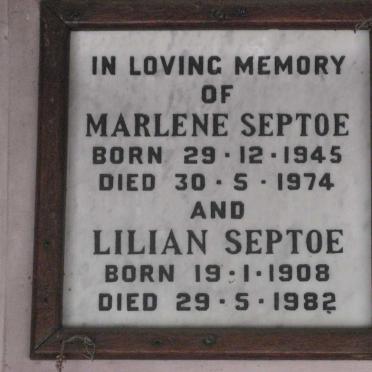 IN LOVING MEMORY
OF
MARLENE SEPTOE
BORN 29·12·1945
DIED 30·5·1974
AND
LILIAN SEPTOE
BORN 19·1·1908
DIED 29·5·1982